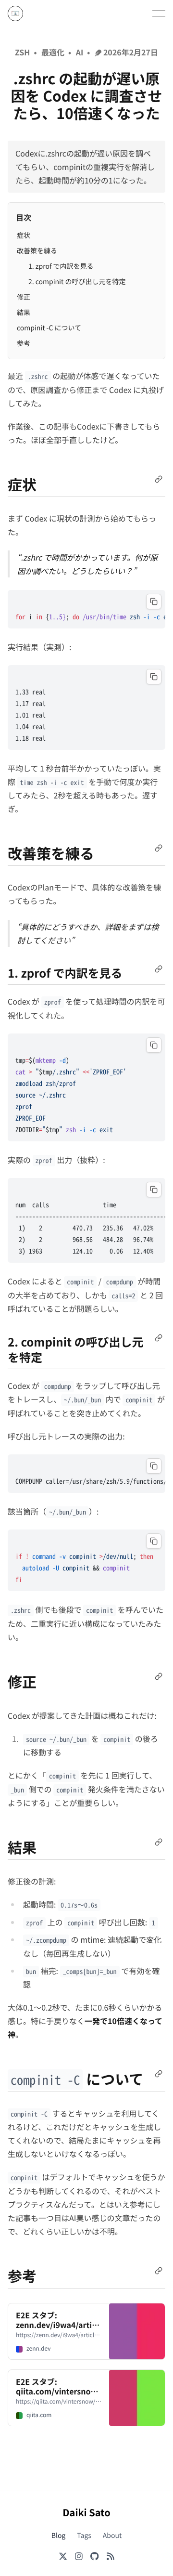 ZSH • 最適化 • AI • 2026年2月27日
.zshrc の起動が遅い原
因を Codex に調査させ
たら、10倍速くなった
Codexに.zshrcの起動が遅い原因を調
べてもらい、compinitの重複実行を解消し
たら、起動時間が約10分の1になった。
目次
症状
改善策を練る
1. zprof で内訳を見る
2. compinit の呼び出し元を特定
修正
結果
compinit -C について
参考
最近 .zshrc の起動が体感で遅くなっていた
ので、原因調査から修正まで Codex に丸投げ
してみた。
作業後、この記事もCodexに下書きしてもら
った。ほぼ全部手直ししたけど。
症状
まず Codex に現状の計測から始めてもらっ
た。
“.zshrc で時間がかかっています。何が原
因か調べたい。どうしたらいい？”
for i in {1..5}; do /usr/bin/time zsh -i -c e
実行結果（実測）:
1.33 real
1.17 real
1.01 real
1.04 real
1.18 real
平均して 1 秒台前半かかっていたっぽい。実
際 time zsh -i -c exit を手動で何度か実行
してみたら、2秒を超える時もあった。遅す
ぎ。
改善策を練る
CodexのPlanモードで、具体的な改善策を練
ってもらった。
“具体的にどうすべきか、詳細をまずは検
討してください”
1. zprof で内訳を見る
Codex が zprof を使って処理時間の内訳を可
視化してくれた。
tmp=$(mktemp -d)
cat > "$tmp/.zshrc" <<'ZPROF_EOF'
zmodload zsh/zprof
source ~/.zshrc
zprof
ZPROF_EOF
ZDOTDIR="$tmp" zsh -i -c exit
実際の zprof 出力（抜粋）:
num calls time
-----------------------------------------
1) 2 470.73 235.36 47.02%
2) 2 968.56 484.28 96.74%
3) 1963 124.10 0.06 12.40%
Codex によると compinit / compdump が時間
の大半を占めており、しかも calls=2 と 2 回
呼ばれていることが問題らしい。
2. compinit の呼び出し元
を特定
Codex が compdump をラップして呼び出し元
をトレースし、 ~/.bun/_bun 内で compinit が
呼ばれていることを突き止めてくれた。
呼び出し元トレースの実際の出力:
COMPDUMP caller=/usr/share/zsh/5.9/functions/
該当箇所（ ~/.bun/_bun ）:
if ! command -v compinit >/dev/null; then
autoload -U compinit && compinit
fi
.zshrc 側でも後段で compinit を呼んでいた
ため、二重実行に近い構成になっていたみた
い。
修正
Codex が提案してきた計画は概ねこれだけ:
1. source ~/.bun/_bun を compinit の後ろ
に移動する
とにかく「 compinit を先に 1 回実行して、
_bun 側での compinit 発火条件を満たさない
ようにする」ことが重要らしい。
結果
修正後の計測:
起動時間: 0.17s〜0.6s
zprof 上の compinit 呼び出し回数: 1
~/.zcompdump の mtime: 連続起動で変化
なし（毎回再生成しない）
bun 補完: _comps[bun]=_bun で有効を確
認
大体0.1〜0.2秒で、たまに0.6秒くらいかかる
感じ。特に手戻りなく一発で10倍速くなって
神。
compinit -C について
compinit -C するとキャッシュを利用してく
れるけど、これだけだとキャッシュを生成し
てくれないので、結局たまにキャッシュを再
生成しないといけなくなるっぽい。
compinit はデフォルトでキャッシュを使うか
どうかも判断してくれるので、それがベスト
プラクティスなんだって。とはいえ参考にし
た記事も一つ目はAI臭い感じの文章だったの
で、どれくらい正しいかは不明。
参考
E2E スタブ:
zenn.dev/i9wa4/arti…
https://zenn.dev/i9wa4/articl…
zenn.dev
E2E スタブ:
qiita.com/vintersno…
https://qiita.com/vintersnow/…
qiita.com
Daiki Sato
Blog Tags About